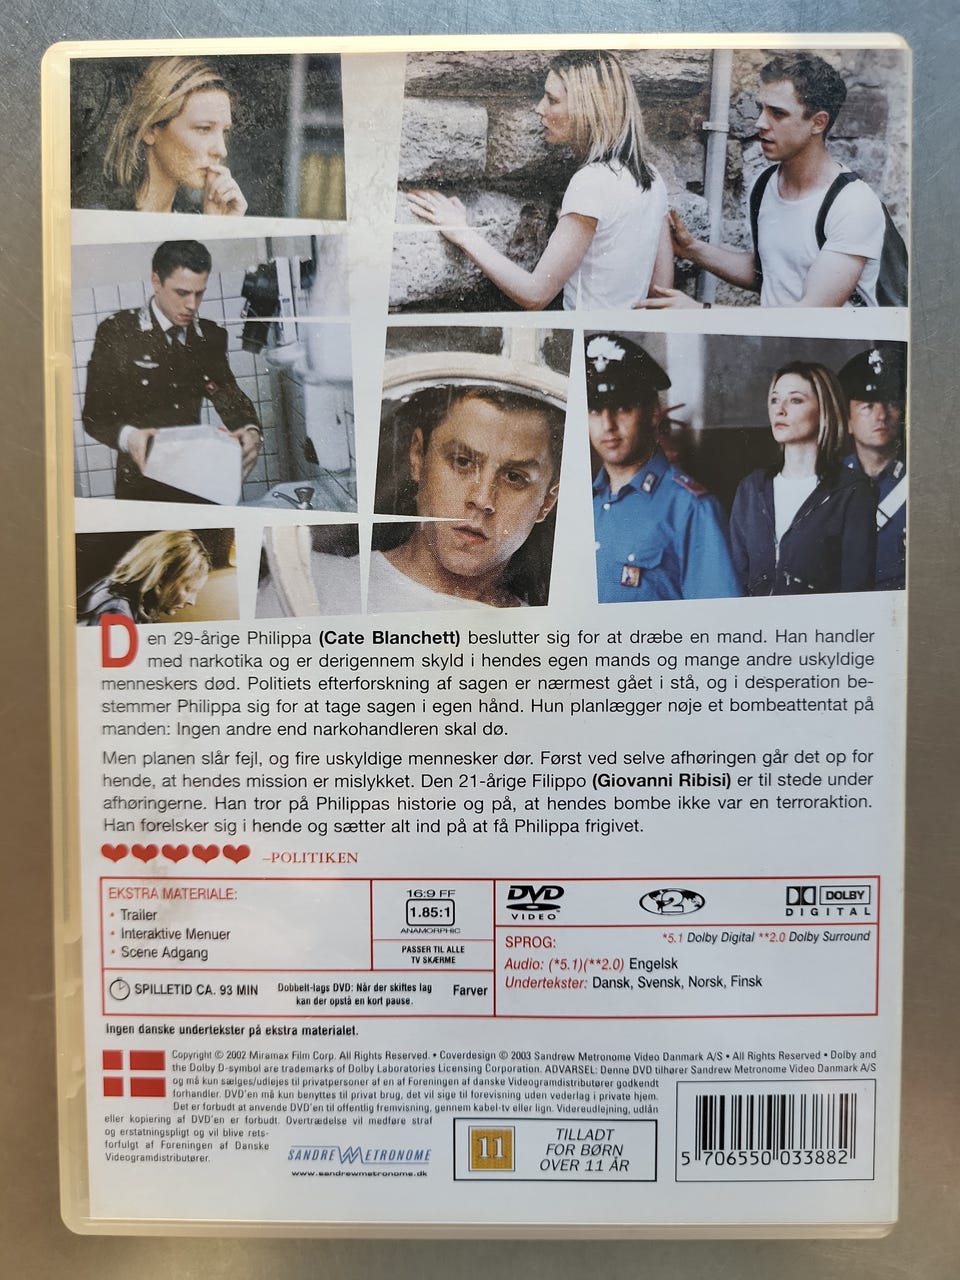 Den 29-årige Philippa (Cate Blanchett) beslutter sig for at dræbe en mand. Han handler
med narkotika og er derigennem skyld i hendes egen mands og mange andre uskyldige
menneskers død. Politiets efterforskning af sagen er nærmest gået i stå, og i desperation be-
stemmer Philippa sig for at tage sagen i egen hånd. Hun planlægger nøje et bombeattentat på
manden: Ingen andre end narkohandleren skal dø.
Men planen slår fejl, og fire uskyldige mennesker dør. Først ved selve afhøringen går det op for
hende, at hendes mission er mislykket. Den 21-årige Filippo (Giovanni Ribisi) er til stede under
afhøringerne. Han tror på Philippas historie og på, at hendes bombe ikke var en terroraktion.
Han forelsker sig i hende og sætter alt ind på at få Philippa frigivet.
–POLITIKEN
EKSTRA MATERIALE:
• Trailer
• Interaktive Menuer
• Scene Adgang
16:9 FF
1.85:1
ANAMORPHIC
PASSER TIL ALLE
TV SKÆRME
SPILLETID CA. 93 MIN
Dobbelt-lags DVD: Når der skiftes lag
kan der opstå en kort pause.
Farver
DVD
VIDEO™
2
DOLBY
DIGITAL
SPROG:
*5.1 Dolby Digital **2.0 Dolby Surround
Audio: (*5.1)(**2.0) Engelsk
Undertekster: Dansk, Svensk, Norsk, Finsk
Ingen danske undertekster på ekstra materialet.
Copyright © 2002 Miramax Film Corp. All Rights Reserved. • Coverdesign © 2003 Sandrew Metronome Video Danmark A/S • All Rights Reserved • Dolby and
the Dolby D-symbol are trademarks of Dolby Laboratories Licensing Corporation. ADVARSEL: Denne DVD tilhører Sandrew Metronome Video Danmark A/S
og må kun sælges/udlejes til privatpersoner af en af Foreningen af danske Videogramdistributører godkendt
forhandler. DVD'en må kun benyttes til privat brug, det vil sige til forevisning uden vederlag i private hjem.
Det er forbudt at anvende DVD'en til offentlig fremvisning, gennem kabel-tv eller lign. Videreudlejning, udlån
eller kopiering af DVD'en er forbudt. Overtrædelse vil medføre straf
og erstatningspligt og vil blive rets-
forfulgt af Foreningen af Danske
Videogramdistributører.
SANDREW METRONOME
www.sandrewmetronome.dk
11
TILLADT
FOR BØRN
OVER 11 ÅR
5 706550 033882